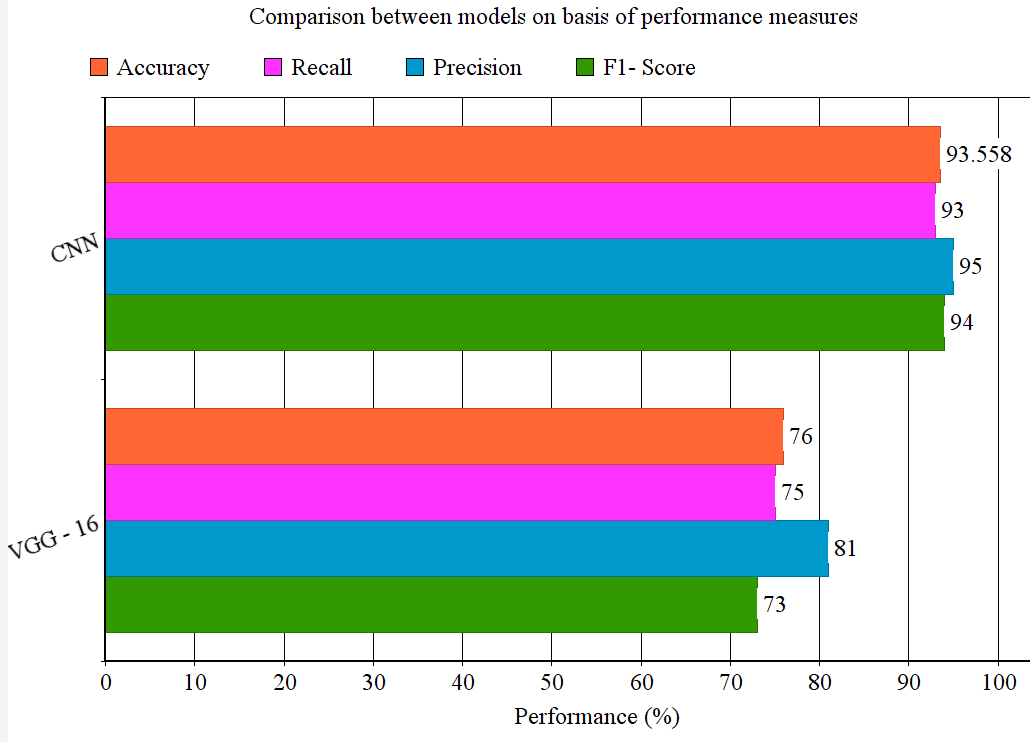 Comparison between models on basis of performance measures
Accuracy Recall Precision F1- Score
93.558
93
CNN
95
94
76
75
VGG - 16
81
73
0 10 20 30 40 50 60 70 80 90 100
Performance (%)